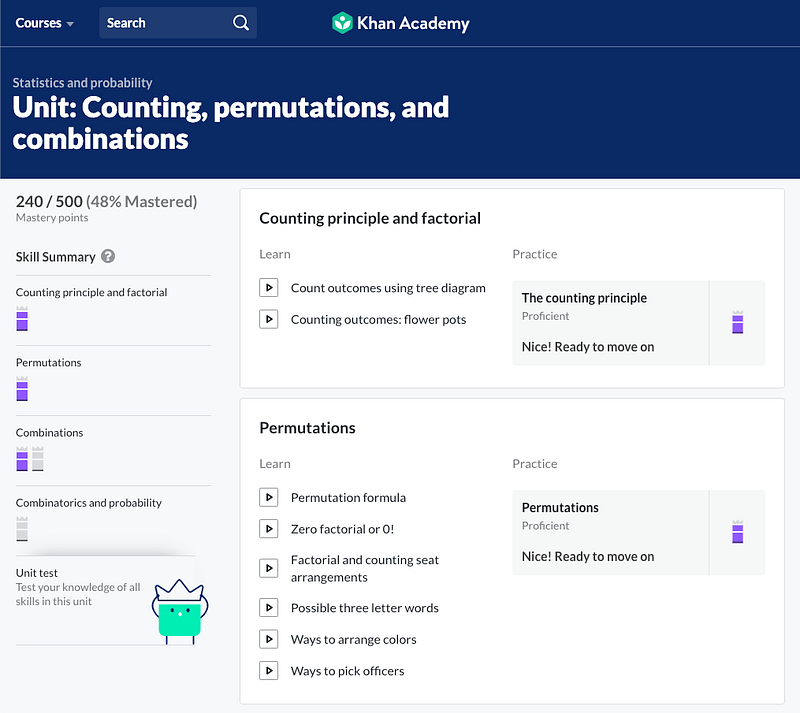 Courses
Search
Khan Academy
Statistics and probability
Unit: Counting, permutations, and
combinations
240 / 500 (48% Mastered)
Mastery points
Skill Summary ?
Counting principle and factorial
Permutations
Combinations
Combinatorics and probability
Unit test
Test your knowledge of all
skills in this unit
Counting principle and factorial
Learn
Count outcomes using tree diagram
Counting outcomes: flower pots
Practice
The counting principle
Proficient
Nice! Ready to move on
Permutations
Learn
Permutation formula
Zero factorial or 0!
Factorial and counting seat
arrangements
Possible three letter words
Ways to arrange colors
Ways to pick officers
Practice
Permutations
Proficient
Nice! Ready to move on